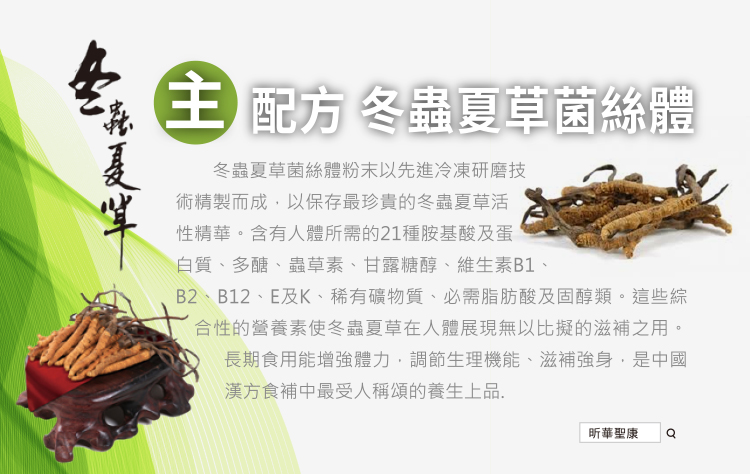 冬蟲夏草
主 配方 冬蟲夏草菌絲體
冬蟲夏草菌絲體粉末以先進冷凍研磨技
術精製而成，以保存最珍貴的冬蟲夏草活
性精華。含有人體所需的21種胺基酸及蛋
白質、多醣、蟲草素、甘露糖醇、維生素B1、
B2、B12、E及K、稀有礦物質、必需脂肪酸及固醇類。這些綜
合性的營養素使冬蟲夏草在人體展現無以比擬的滋補之用。
長期食用能增強體力，調節生理機能、滋補強身，是中國
漢方食補中最受人稱頌的養生上品.
昕華聖康